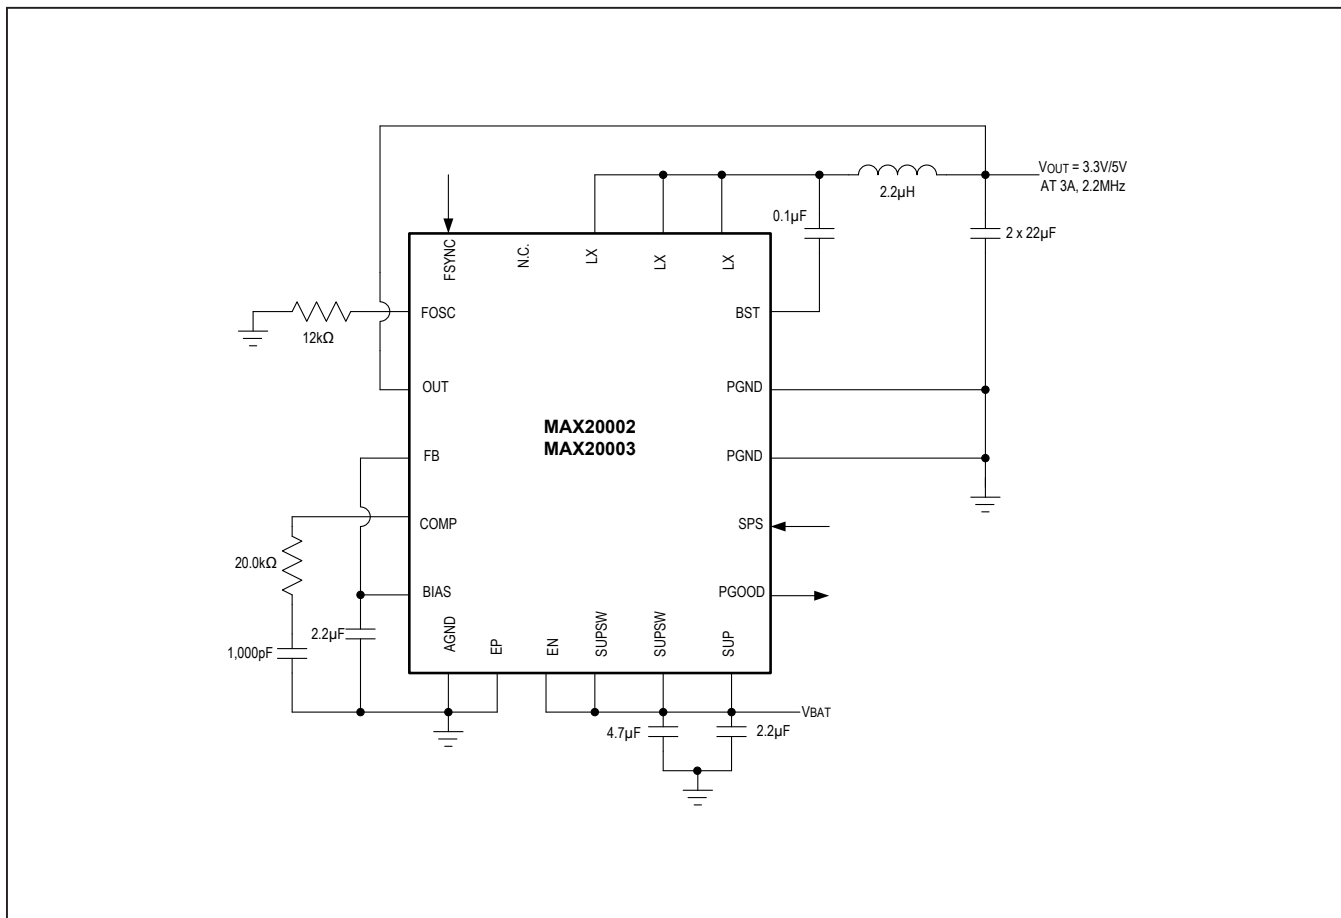 VOUT = 3.3V/5V
AT 3A, 2.2MHz
2.2µH
0.1µF
2 x 22µF
FSYNC
N.C.
LX
LX
LX
FOSC
BST
12kΩ
OUT
PGND
MAX20002
MAX20003
FB
PGND
COMP
SPS
20.0kΩ
BIAS
PGOOD
2.2µF
1,000pF
AGND
EP
EN
SUPSW
SUPSW
SUP
VBAT
4.7µF
2.2µF